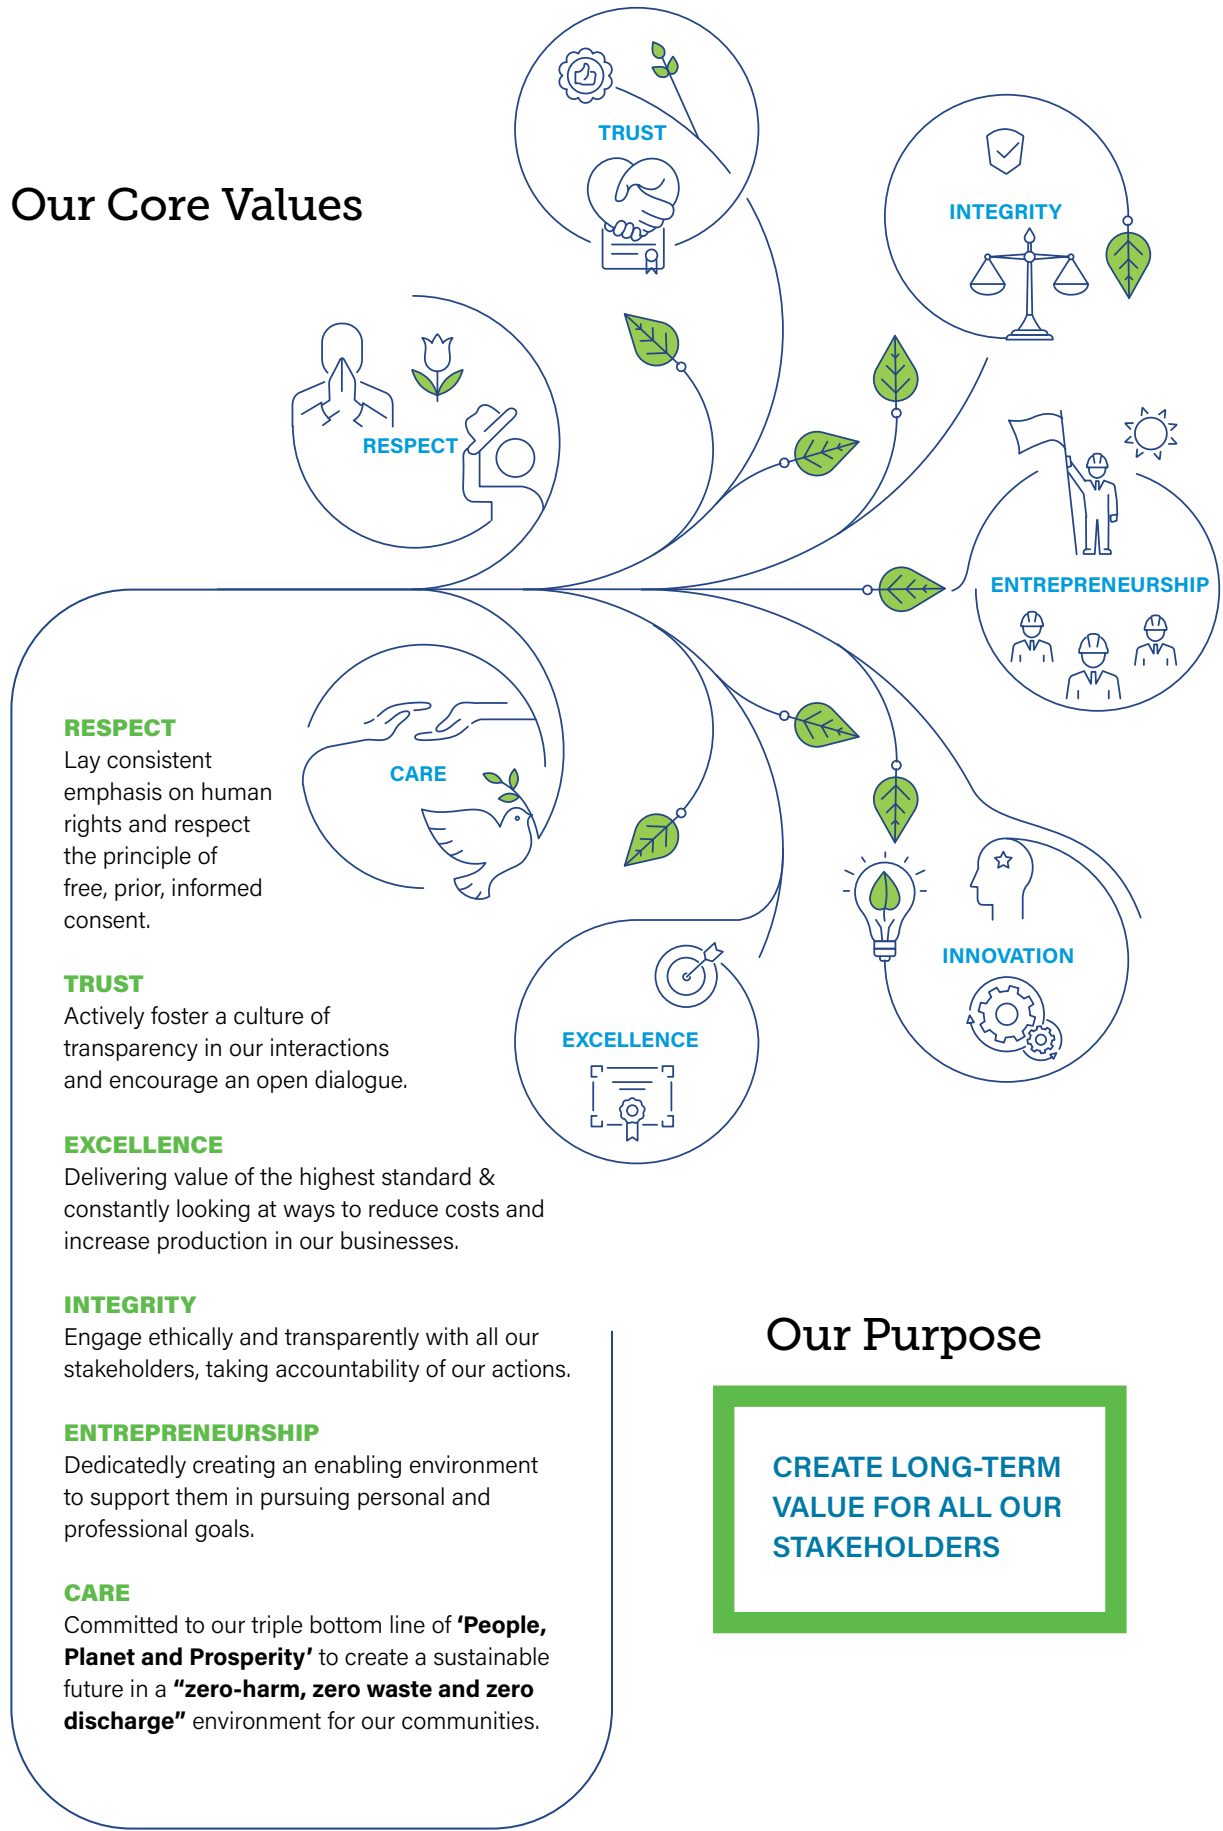 Our Core Values
TRUST
INTEGRITY
RESPECT
ENTREPRENEURSHIP
CARE
INNOVATION
EXCELLENCE
RESPECT
Lay consistent
emphasis on human
rights and respect
the principle of
free, prior, informed
consent.
TRUST
Actively foster a culture of
transparency in our interactions
and encourage an open dialogue.
EXCELLENCE
Delivering value of the highest standard &
constantly looking at ways to reduce costs and
increase production in our businesses.
INTEGRITY
Engage ethically and transparently with all our
stakeholders, taking accountability of our actions.
ENTREPRENEURSHIP
Dedicatedly creating an enabling environment
to support them in pursuing personal and
professional goals.
CARE
Committed to our triple bottom line of ‘People,
Planet and Prosperity’ to create a sustainable
future in a “zero-harm, zero waste and zero
discharge” environment for our communities.
Our Purpose
CREATE LONG-TERM
VALUE FOR ALL OUR
STAKEHOLDERS